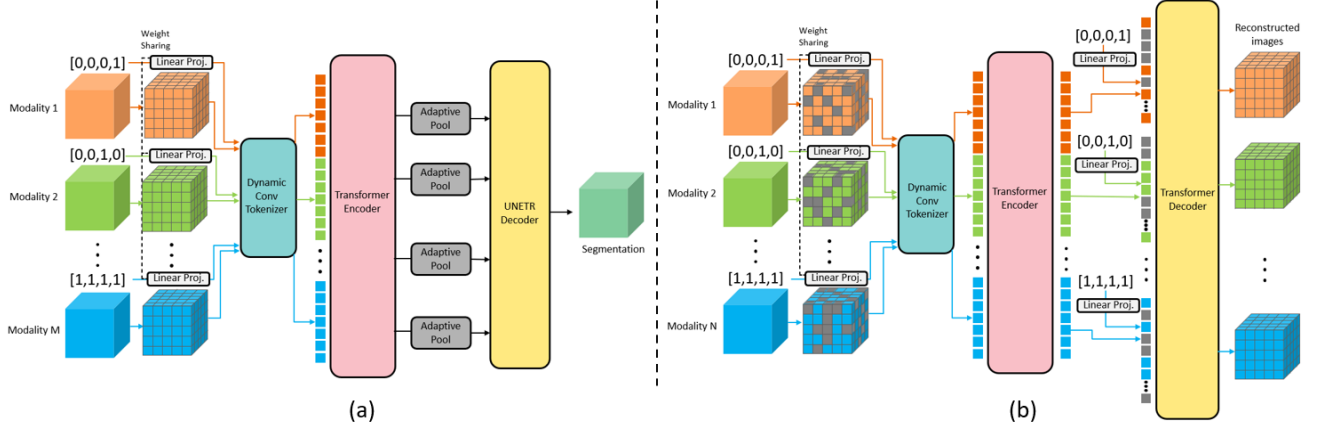 Weight
Sharing
[0,0,0,1]
Linear Proj.
Modality 1
[0,0,1,0]
Linear Proj.
Modality 2
[1,1,1,1]
Linear Proj.
Modality M
Dynamic
Conv
Tokenizer
Transformer
Encoder
Adaptive
Pool
Adaptive
Pool
Adaptive
Pool
Adaptive
Pool
UNETR
Decoder
Segmentation
(a)
Weight
Sharing
[0,0,0,1]
Linear Proj.
Modality 1
[0,0,1,0]
Linear Proj.
Modality 2
[1,1,1,1]
Linear Proj.
Modality N
Dynamic
Conv
Tokenizer
Transformer
Encoder
[0,0,0,1]
Linear Proj.
[0,0,1,0]
Linear Proj.
[1,1,1,1]
Linear Proj.
Transformer
Decoder
Reconstructed
images
(b)